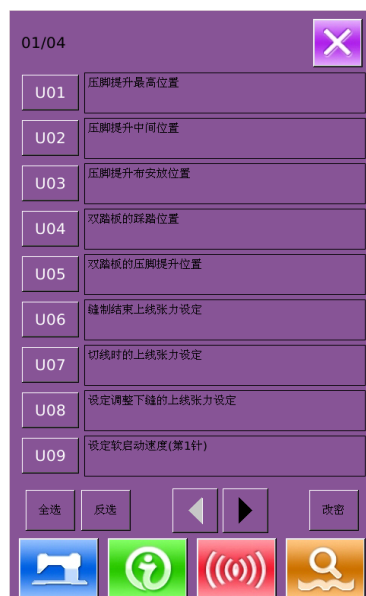 01/04
U01 压脚提升最高位置
U02 压脚提升中间位置
U03 压脚提升布安放位置
U04 双踏板的踩踏位置
U05 双踏板的压脚提升位置
U06 缝制结束上线张力设定
U07 切线时的上线张力设定
U08 设定调整下缝的上线张力设定
U09 设定软启动速度(第1针)
全选 反选 改密